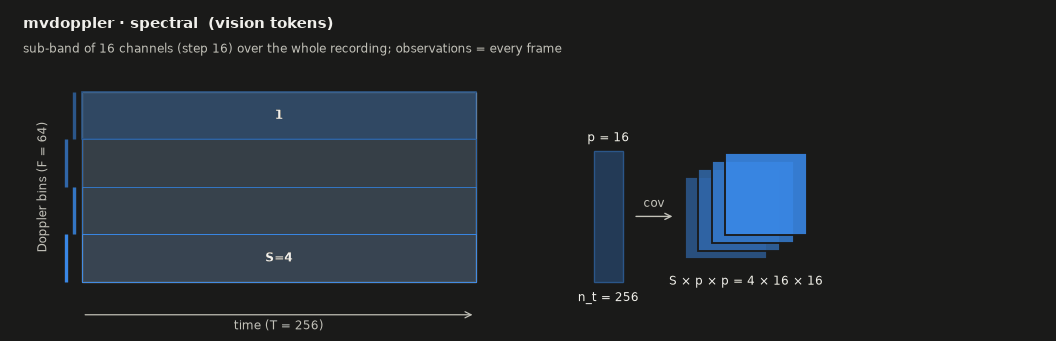 mvdoppler · spectral (vision tokens)
sub-band of 16 channels (step 16) over the whole recording; observations = every frame
Doppler bins (F = 64)
1
S=4
time (T = 256)
p = 16
n_t = 256
cov
S × p × p = 4 × 16 × 16